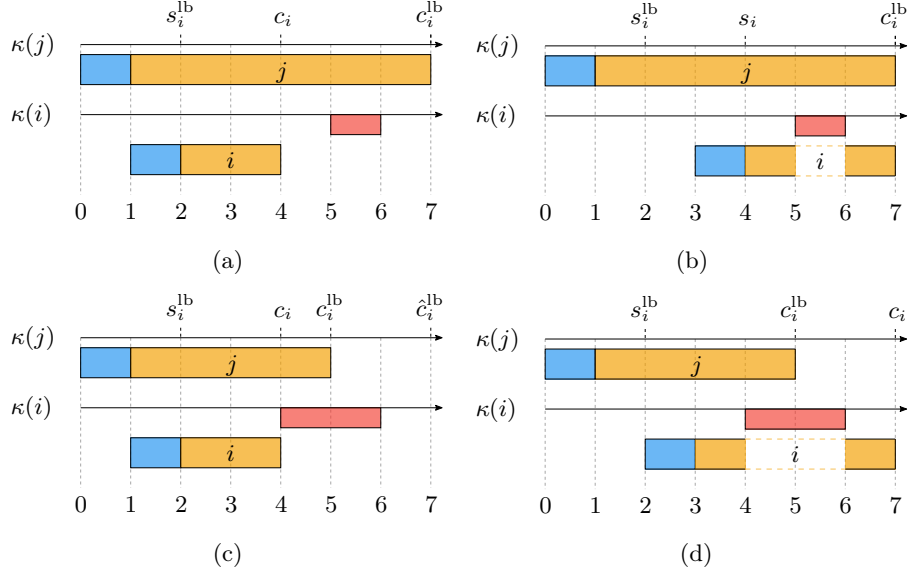 s_i^lb c_i c_i^lb
κ(j)
j
κ(i)
i
0 1 2 3 4 5 6 7
(a)
s_i^lb s_i c_i^lb
κ(j)
j
κ(i)
i
0 1 2 3 4 5 6 7
(b)
s_i^lb c_i c_i^lb ĉ_i^lb
κ(j)
j
κ(i)
i
0 1 2 3 4 5 6 7
(c)
s_i^lb c_i^lb c_i
κ(j)
j
κ(i)
i
0 1 2 3 4 5 6 7
(d)